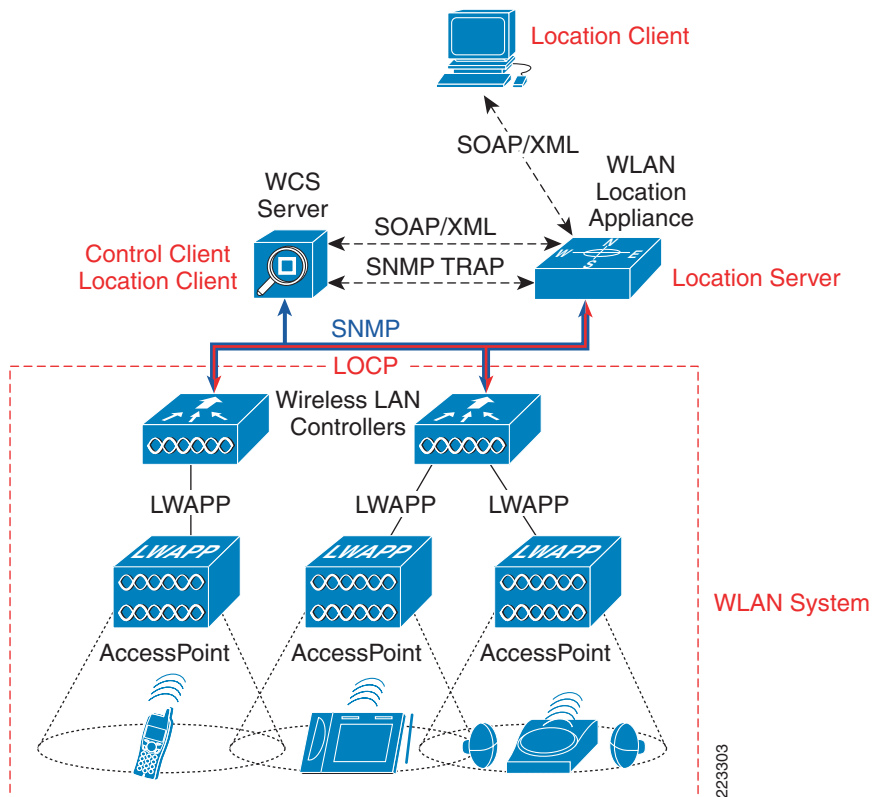 Location Client
SOAP/XML
WLAN
Location
Appliance
WCS
Server
SOAP/XML
N
W
E
S
Control Client
Location Client
SNMP TRAP
Location Server
SNMP
LOCP
Wireless LAN
Controllers
LWAPP
LWAPP
LWAPP
LWAPP
LWAPP
LWAPP
WLAN System
AccessPoint
AccessPoint
AccessPoint
223303